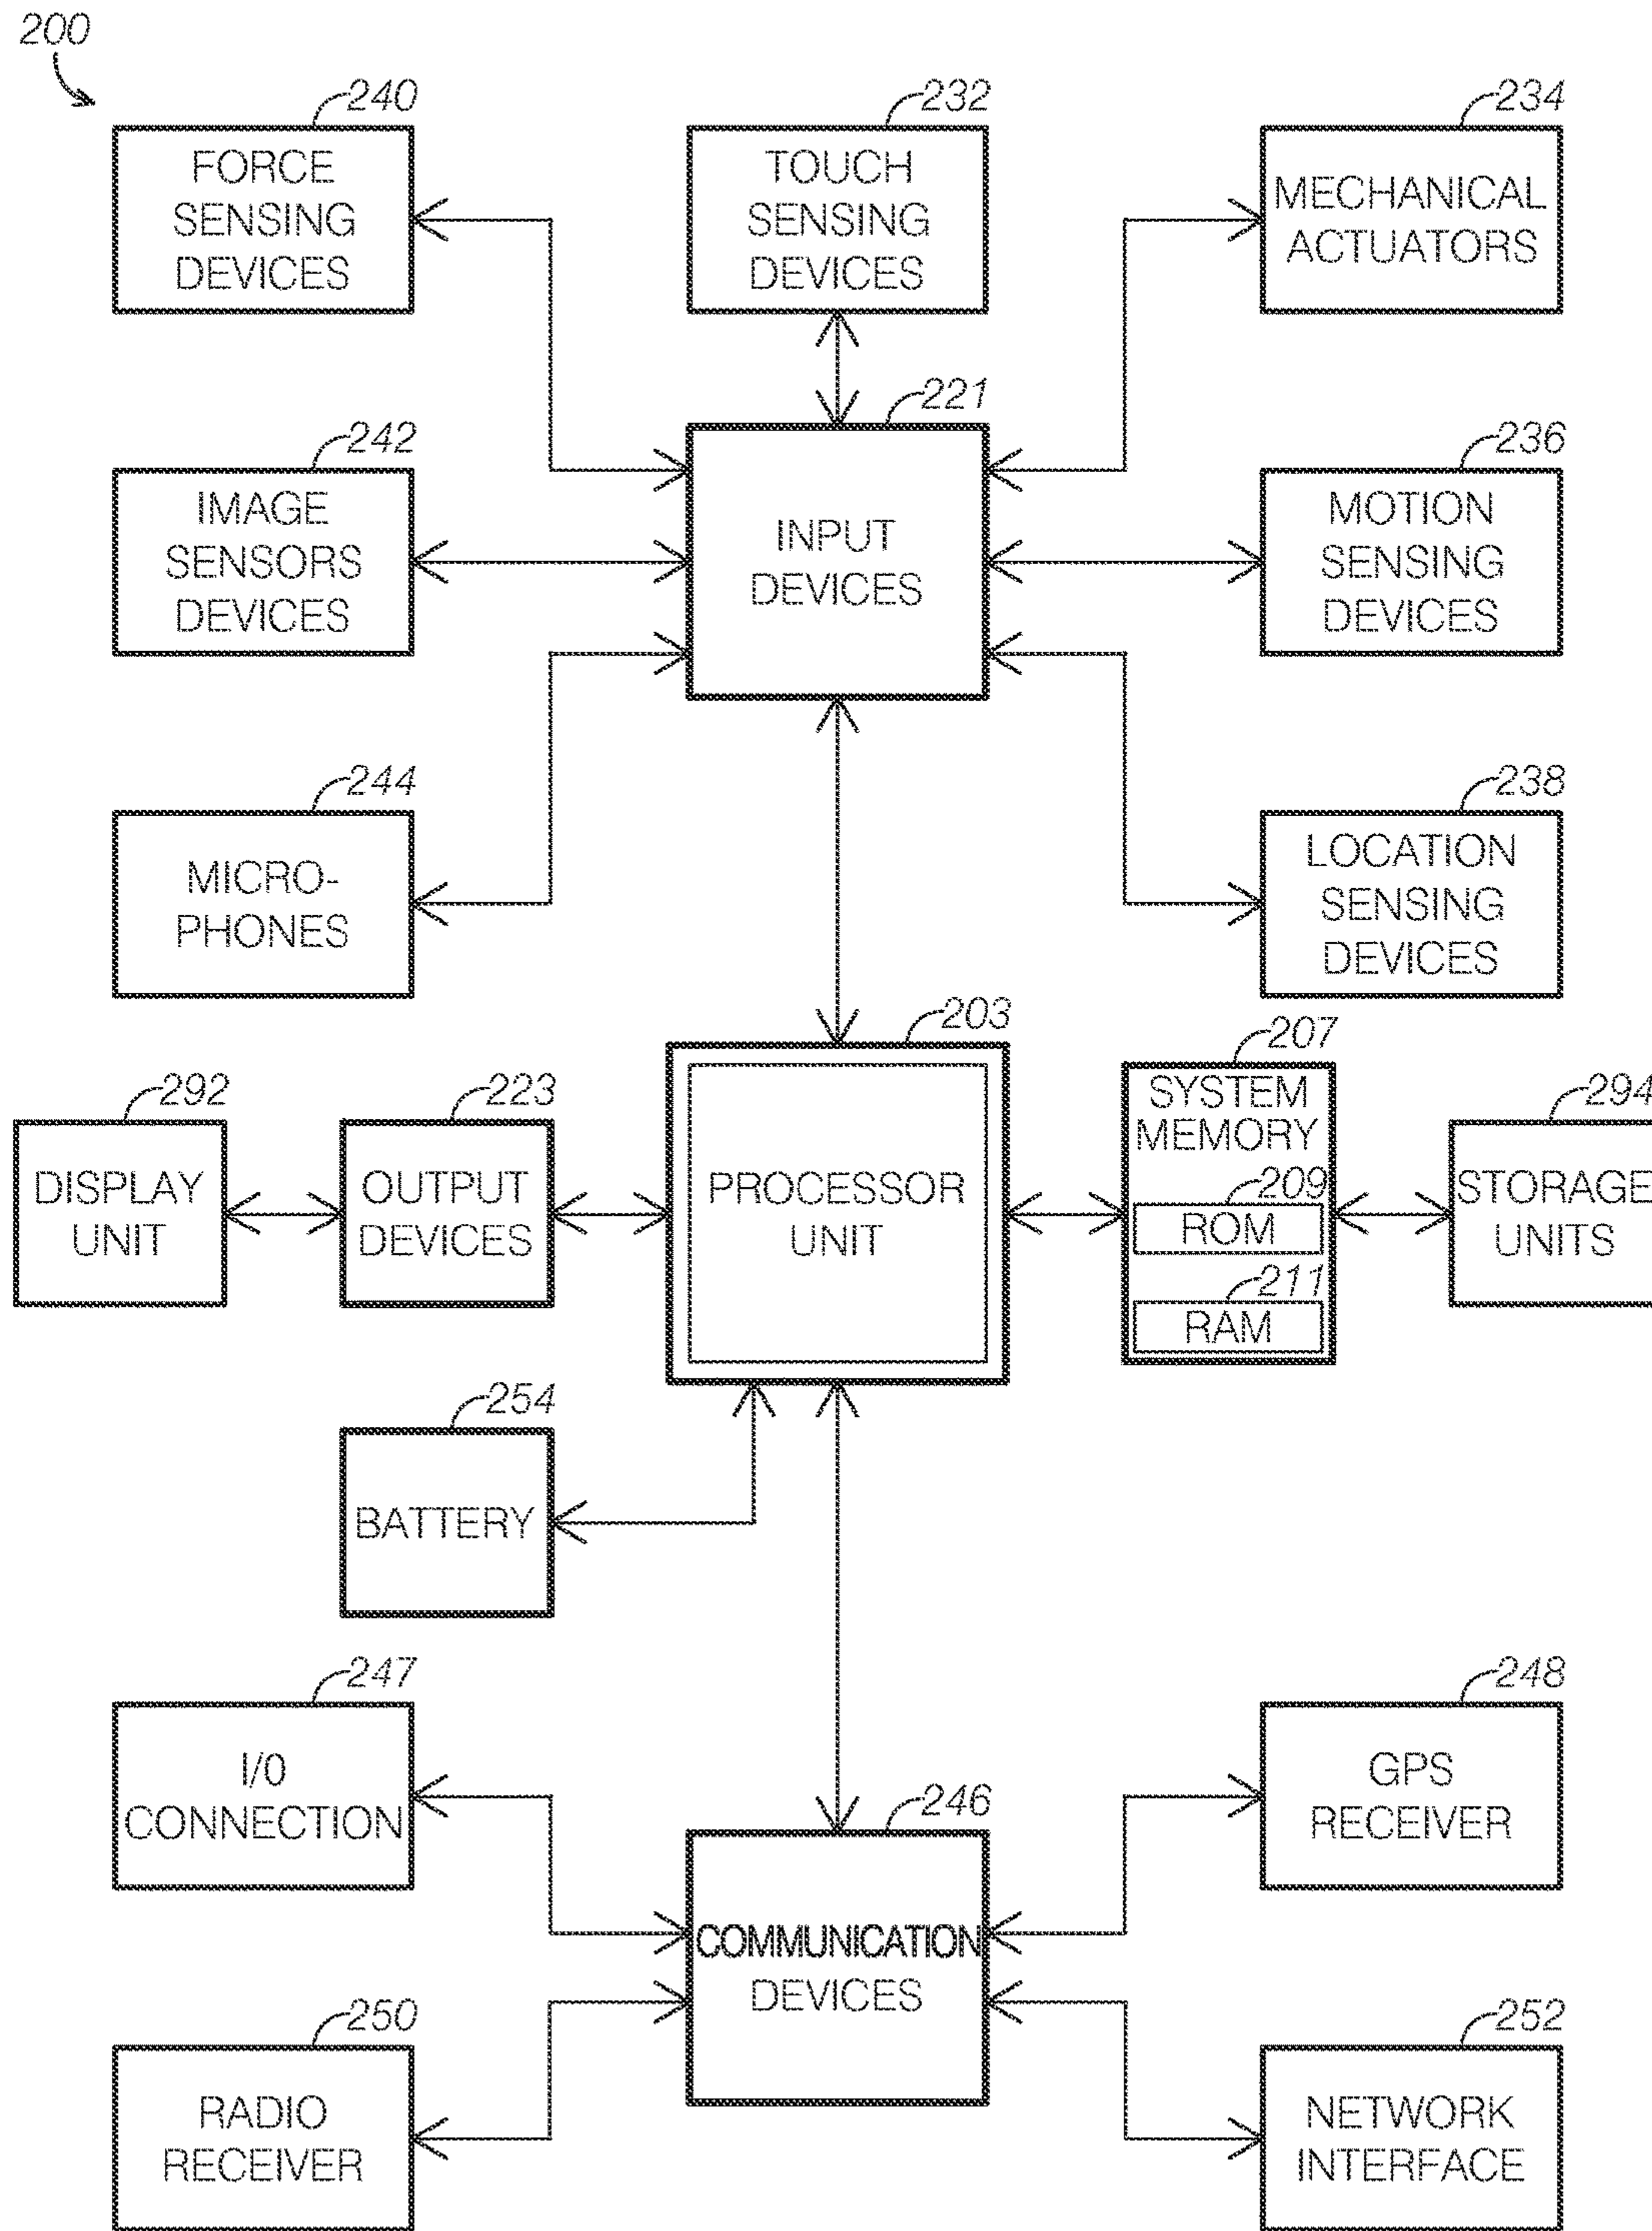 200
240
FORCE
SENSING
DEVICES
232
TOUCH
SENSING
DEVICES
234
MECHANICAL
ACTUATORS
242
IMAGE
SENSORS
DEVICES
221
INPUT
DEVICES
236
MOTION
SENSING
DEVICES
244
MICRO-
PHONES
238
LOCATION
SENSING
DEVICES
292
DISPLAY
UNIT
223
OUTPUT
DEVICES
203
PROCESSOR
UNIT
207
SYSTEM
MEMORY
209
ROM
211
RAM
294
STORAGE
UNITS
254
BATTERY
247
I/0
CONNECTION
248
GPS
RECEIVER
246
COMMUNICATION
DEVICES
250
RADIO
RECEIVER
252
NETWORK
INTERFACE